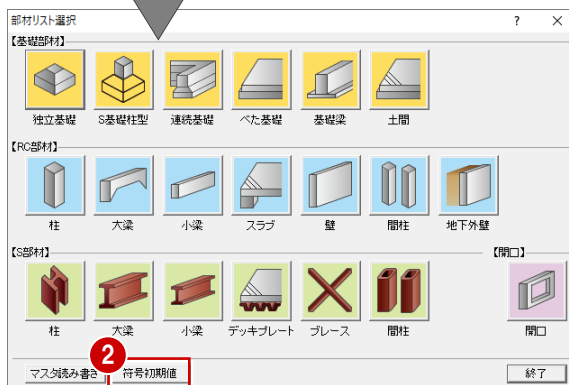 部材リスト選択 ? ×
【基礎部材】
独立基礎 S基礎柱型 連続基礎 べた基礎 基礎梁 土間
【RC部材】
柱 大梁 小梁 スラブ 壁 間柱 地下外壁
【S部材】 【開口】
柱 大梁 小梁 デッキプレート ブレース 間柱 開口
2
マスタ読み書き 符号初期値 終了